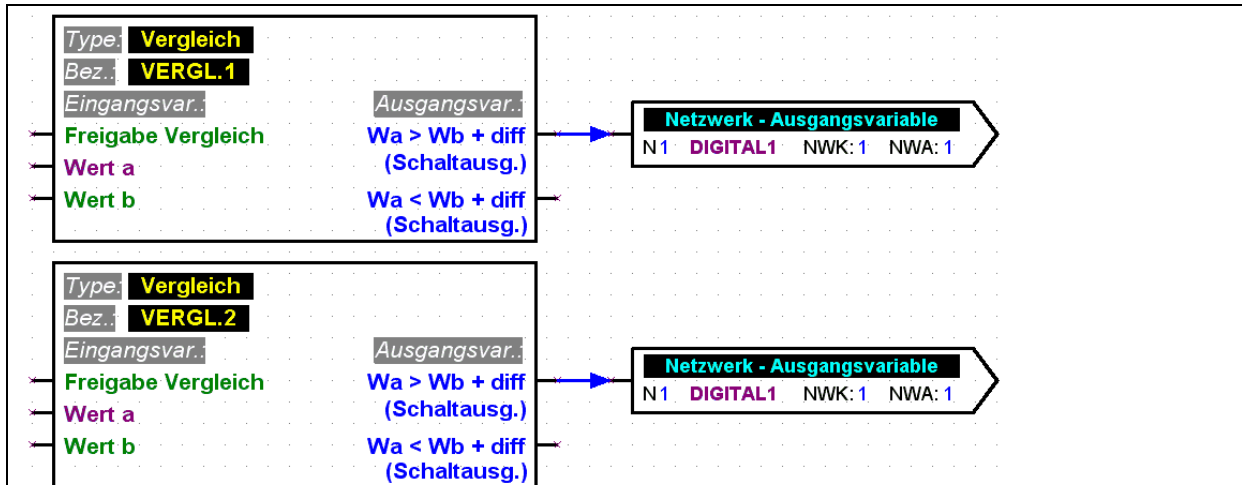 Type: Vergleich
Bez.: VERGL.1
Eingangsvar.: Ausgangsvar.:
Freigabe Vergleich Wa > Wb + diff
(Schaltausg.)
Wert a
Wert b Wa < Wb + diff
(Schaltausg.)
Netzwerk - Ausgangsvariable
N1 DIGITAL1 NWK: 1 NWA: 1
Type: Vergleich
Bez.: VERGL.2
Eingangsvar.: Ausgangsvar.:
Freigabe Vergleich Wa > Wb + diff
(Schaltausg.)
Wert a
Wert b Wa < Wb + diff
(Schaltausg.)
Netzwerk - Ausgangsvariable
N1 DIGITAL1 NWK: 1 NWA: 1